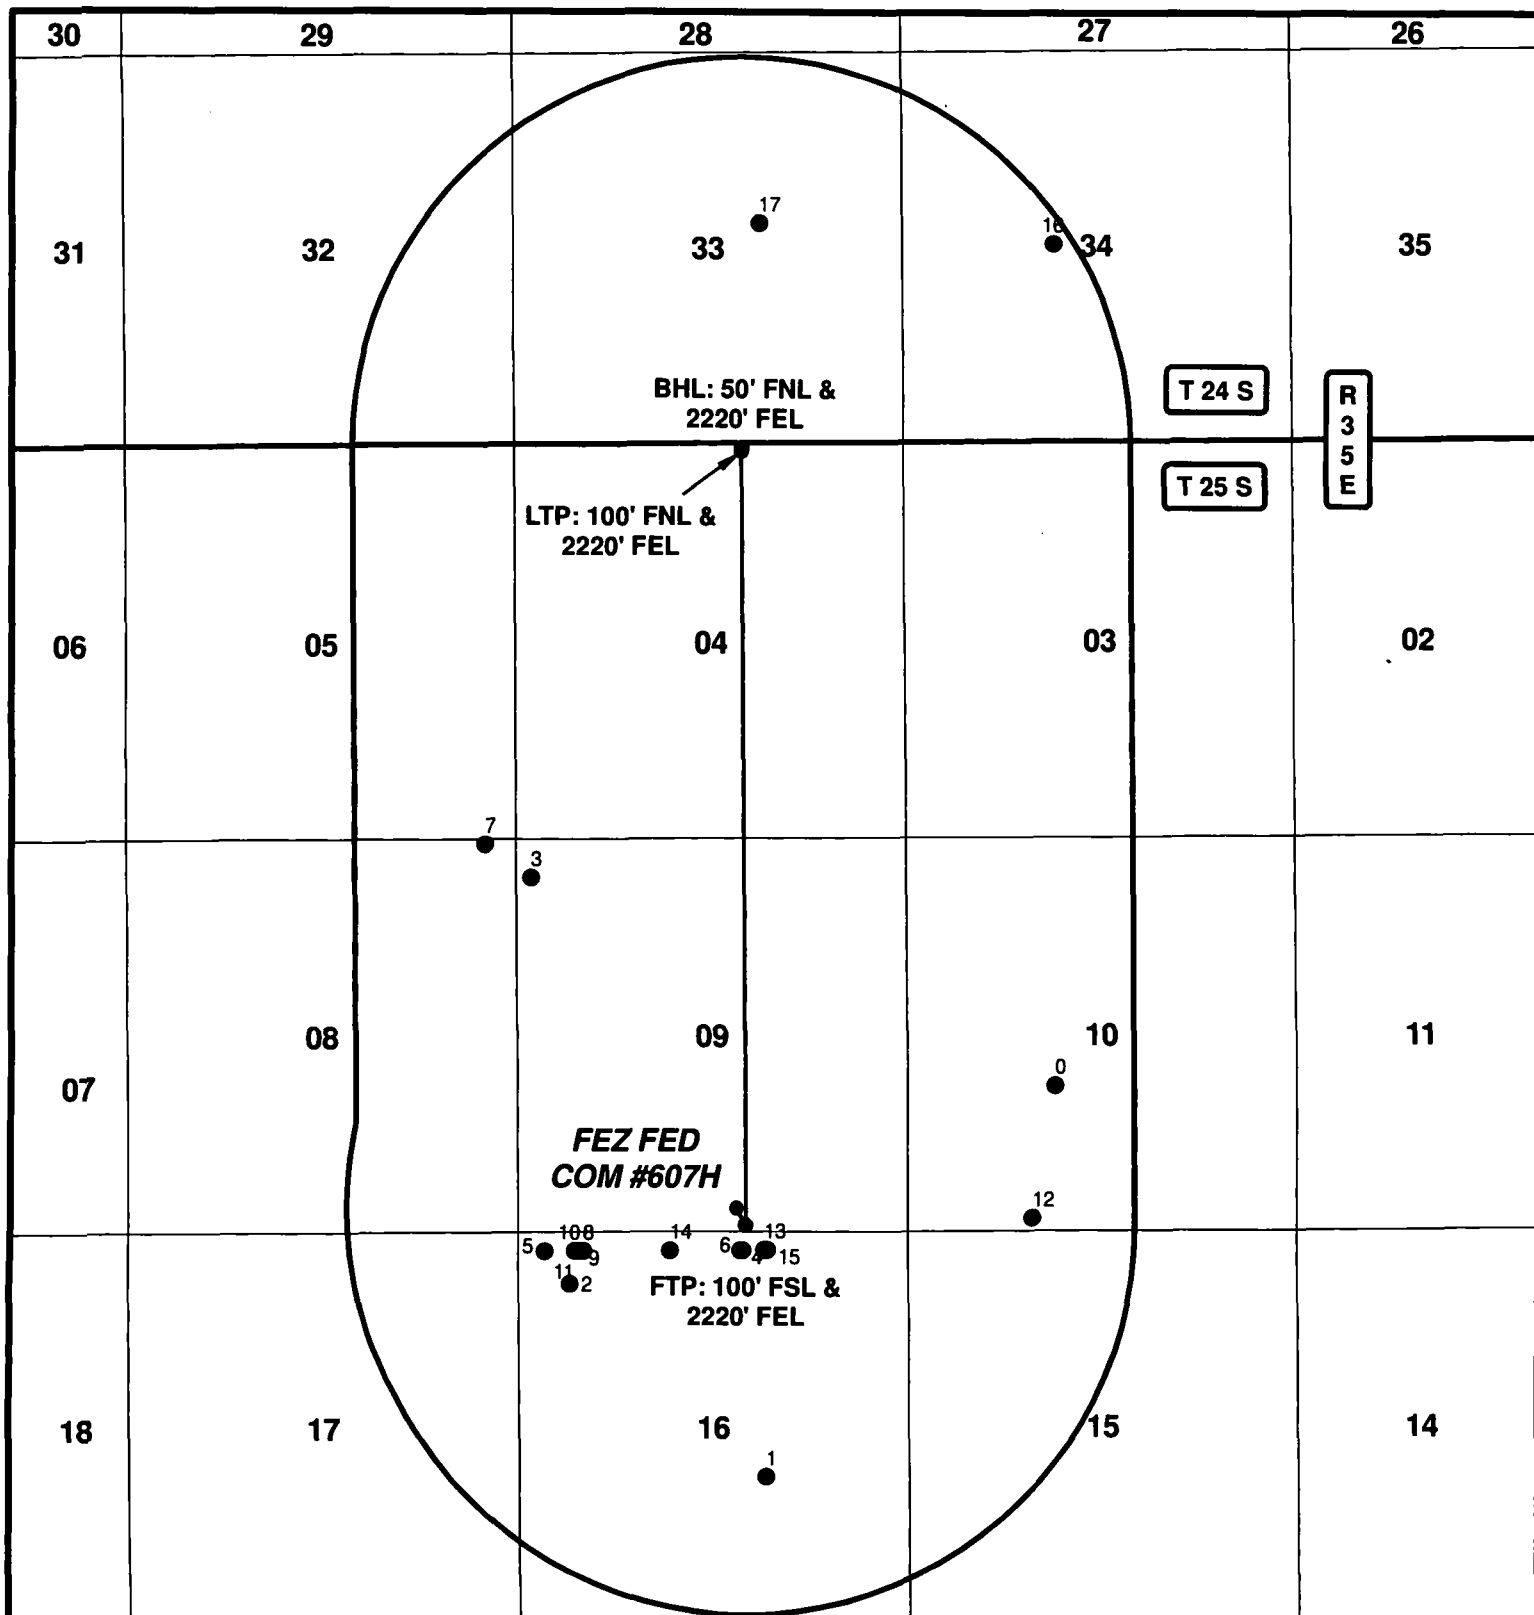 30 29 28 27 26
17
16
31 32 33 34 35
BHL: 50' FNL &
2220' FEL
T 24 S
R
3
5
E
T 25 S
LTP: 100' FNL &
2220' FEL
06 05 04 03 02
7
3
08 09 10 11
0
07
FEZ FED
COM #607H
12
10 8 14 13
5 9 6 4 15
11 2
FTP: 100' FSL &
2220' FEL
18 17 16 15 14
1